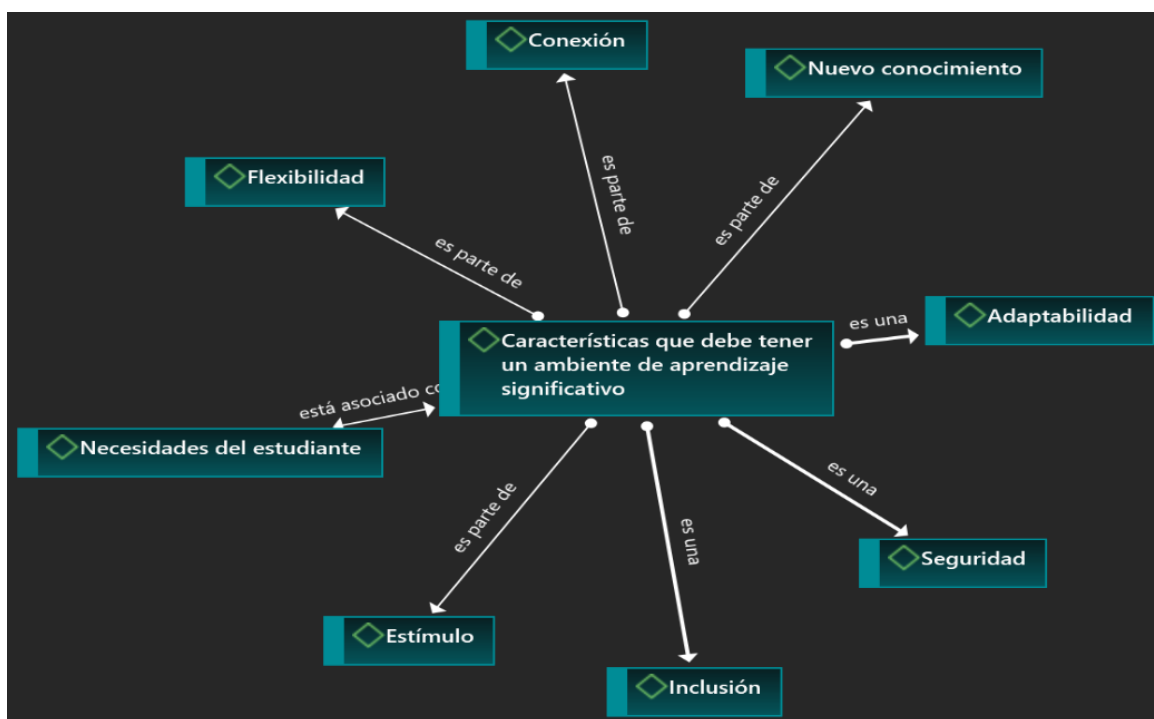 Conexión
Nuevo conocimiento
es parte de
es parte de
Flexibilidad
es parte de
Adaptabilidad
es una
Características que debe tener
un ambiente de aprendizaje
significativo
está asociado
Necesidades del estudiante
es una
es parte de
es una
Seguridad
Estímulo
Inclusión